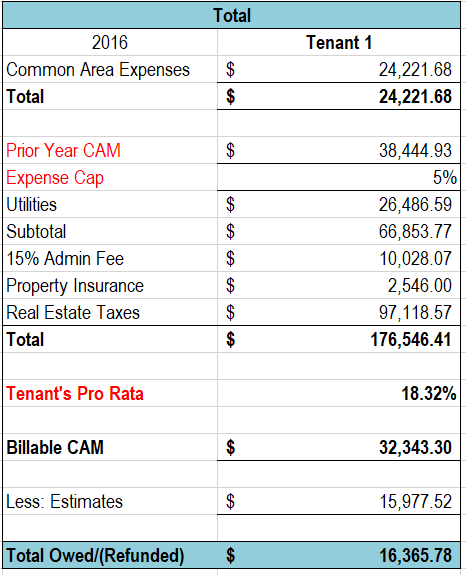 Total
2016 Tenant 1
Common Area Expenses $ 24,221.68
Total $ 24,221.68
Prior Year CAM $ 38,444.93
Expense Cap 5%
Utilities $ 26,486.59
Subtotal $ 66,853.77
15% Admin Fee $ 10,028.07
Property Insurance $ 2,546.00
Real Estate Taxes $ 97,118.57
Total $ 176,546.41
Tenant's Pro Rata 18.32%
Billable CAM $ 32,343.30
Less: Estimates $ 15,977.52
Total Owed/(Refunded) $ 16,365.78